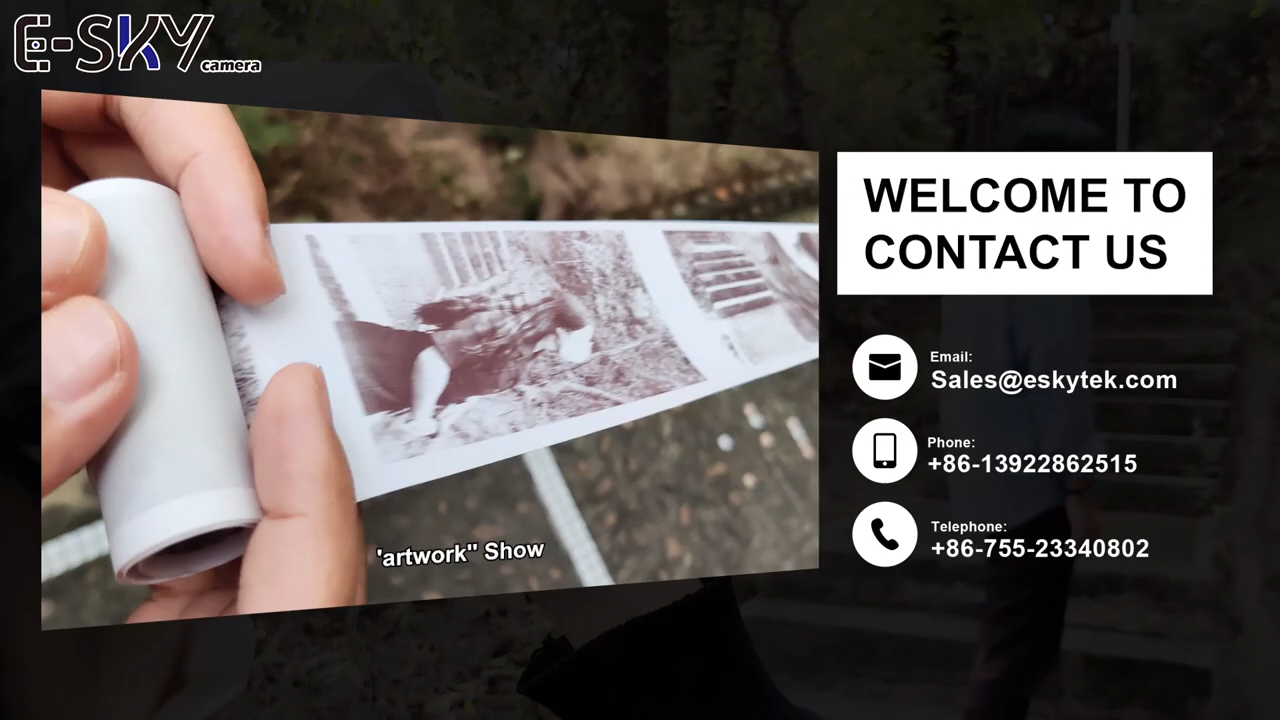 E-SKY camera
WELCOME TO
CONTACT US
Email:
Sales@eskytek.com
Phone:
+86-13922862515
Telephone:
+86-755-23340802
'artwork" Show